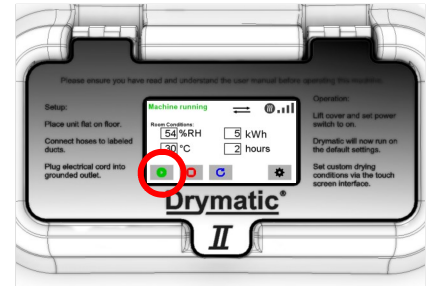 Please ensure you have read and understand the user manual before operating this machine.
Setup:
Place unit flat on floor.
Connect hoses to labeled
ducts.
Plug electrical cord into
grounded outlet.
Machine running
Room Conditions:
54 %RH
5 kWh
30 °C
2 hours
Operation:
Lift cover and set power
switch to on.
Drymatic will now run on
the default settings.
Set custom drying
conditions via the touch
screen interface.
Drymatic®
II